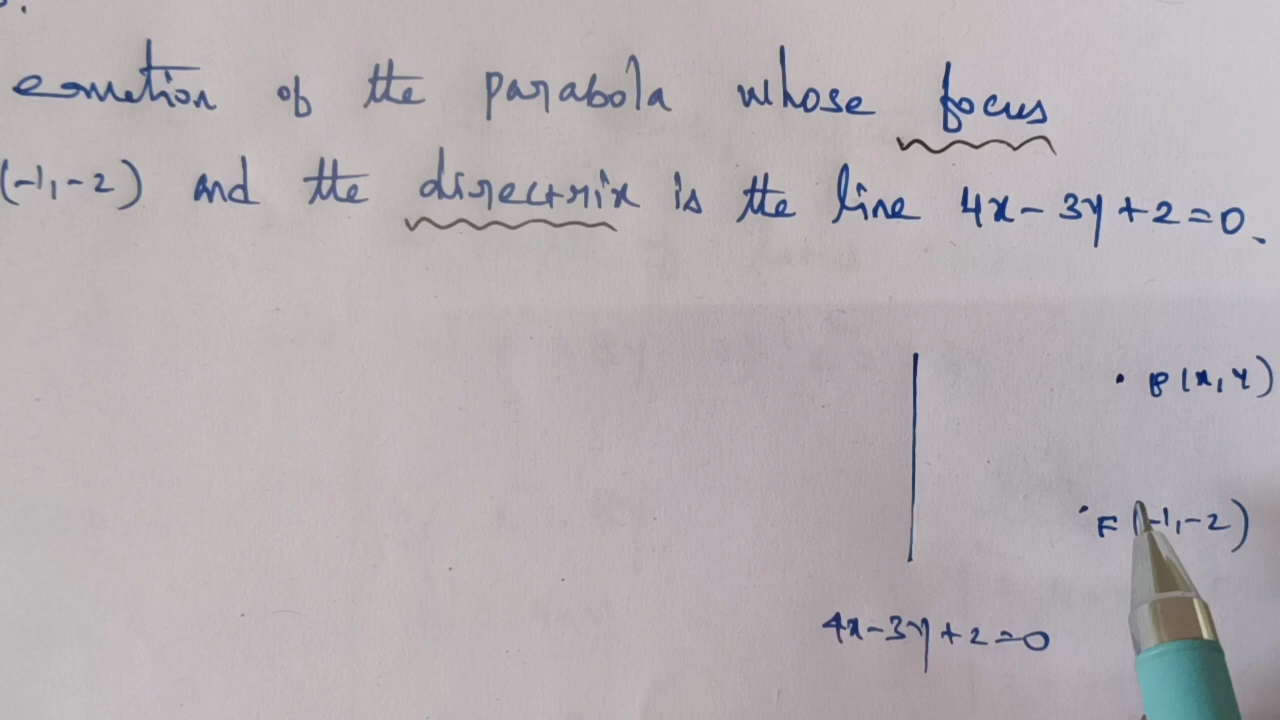 equation of the parabola whose focus
(-1,-2) and the directrix is the line 4x-3y+2=0.
P(x,y)
F(-1,-2)
4x-3y+2=0